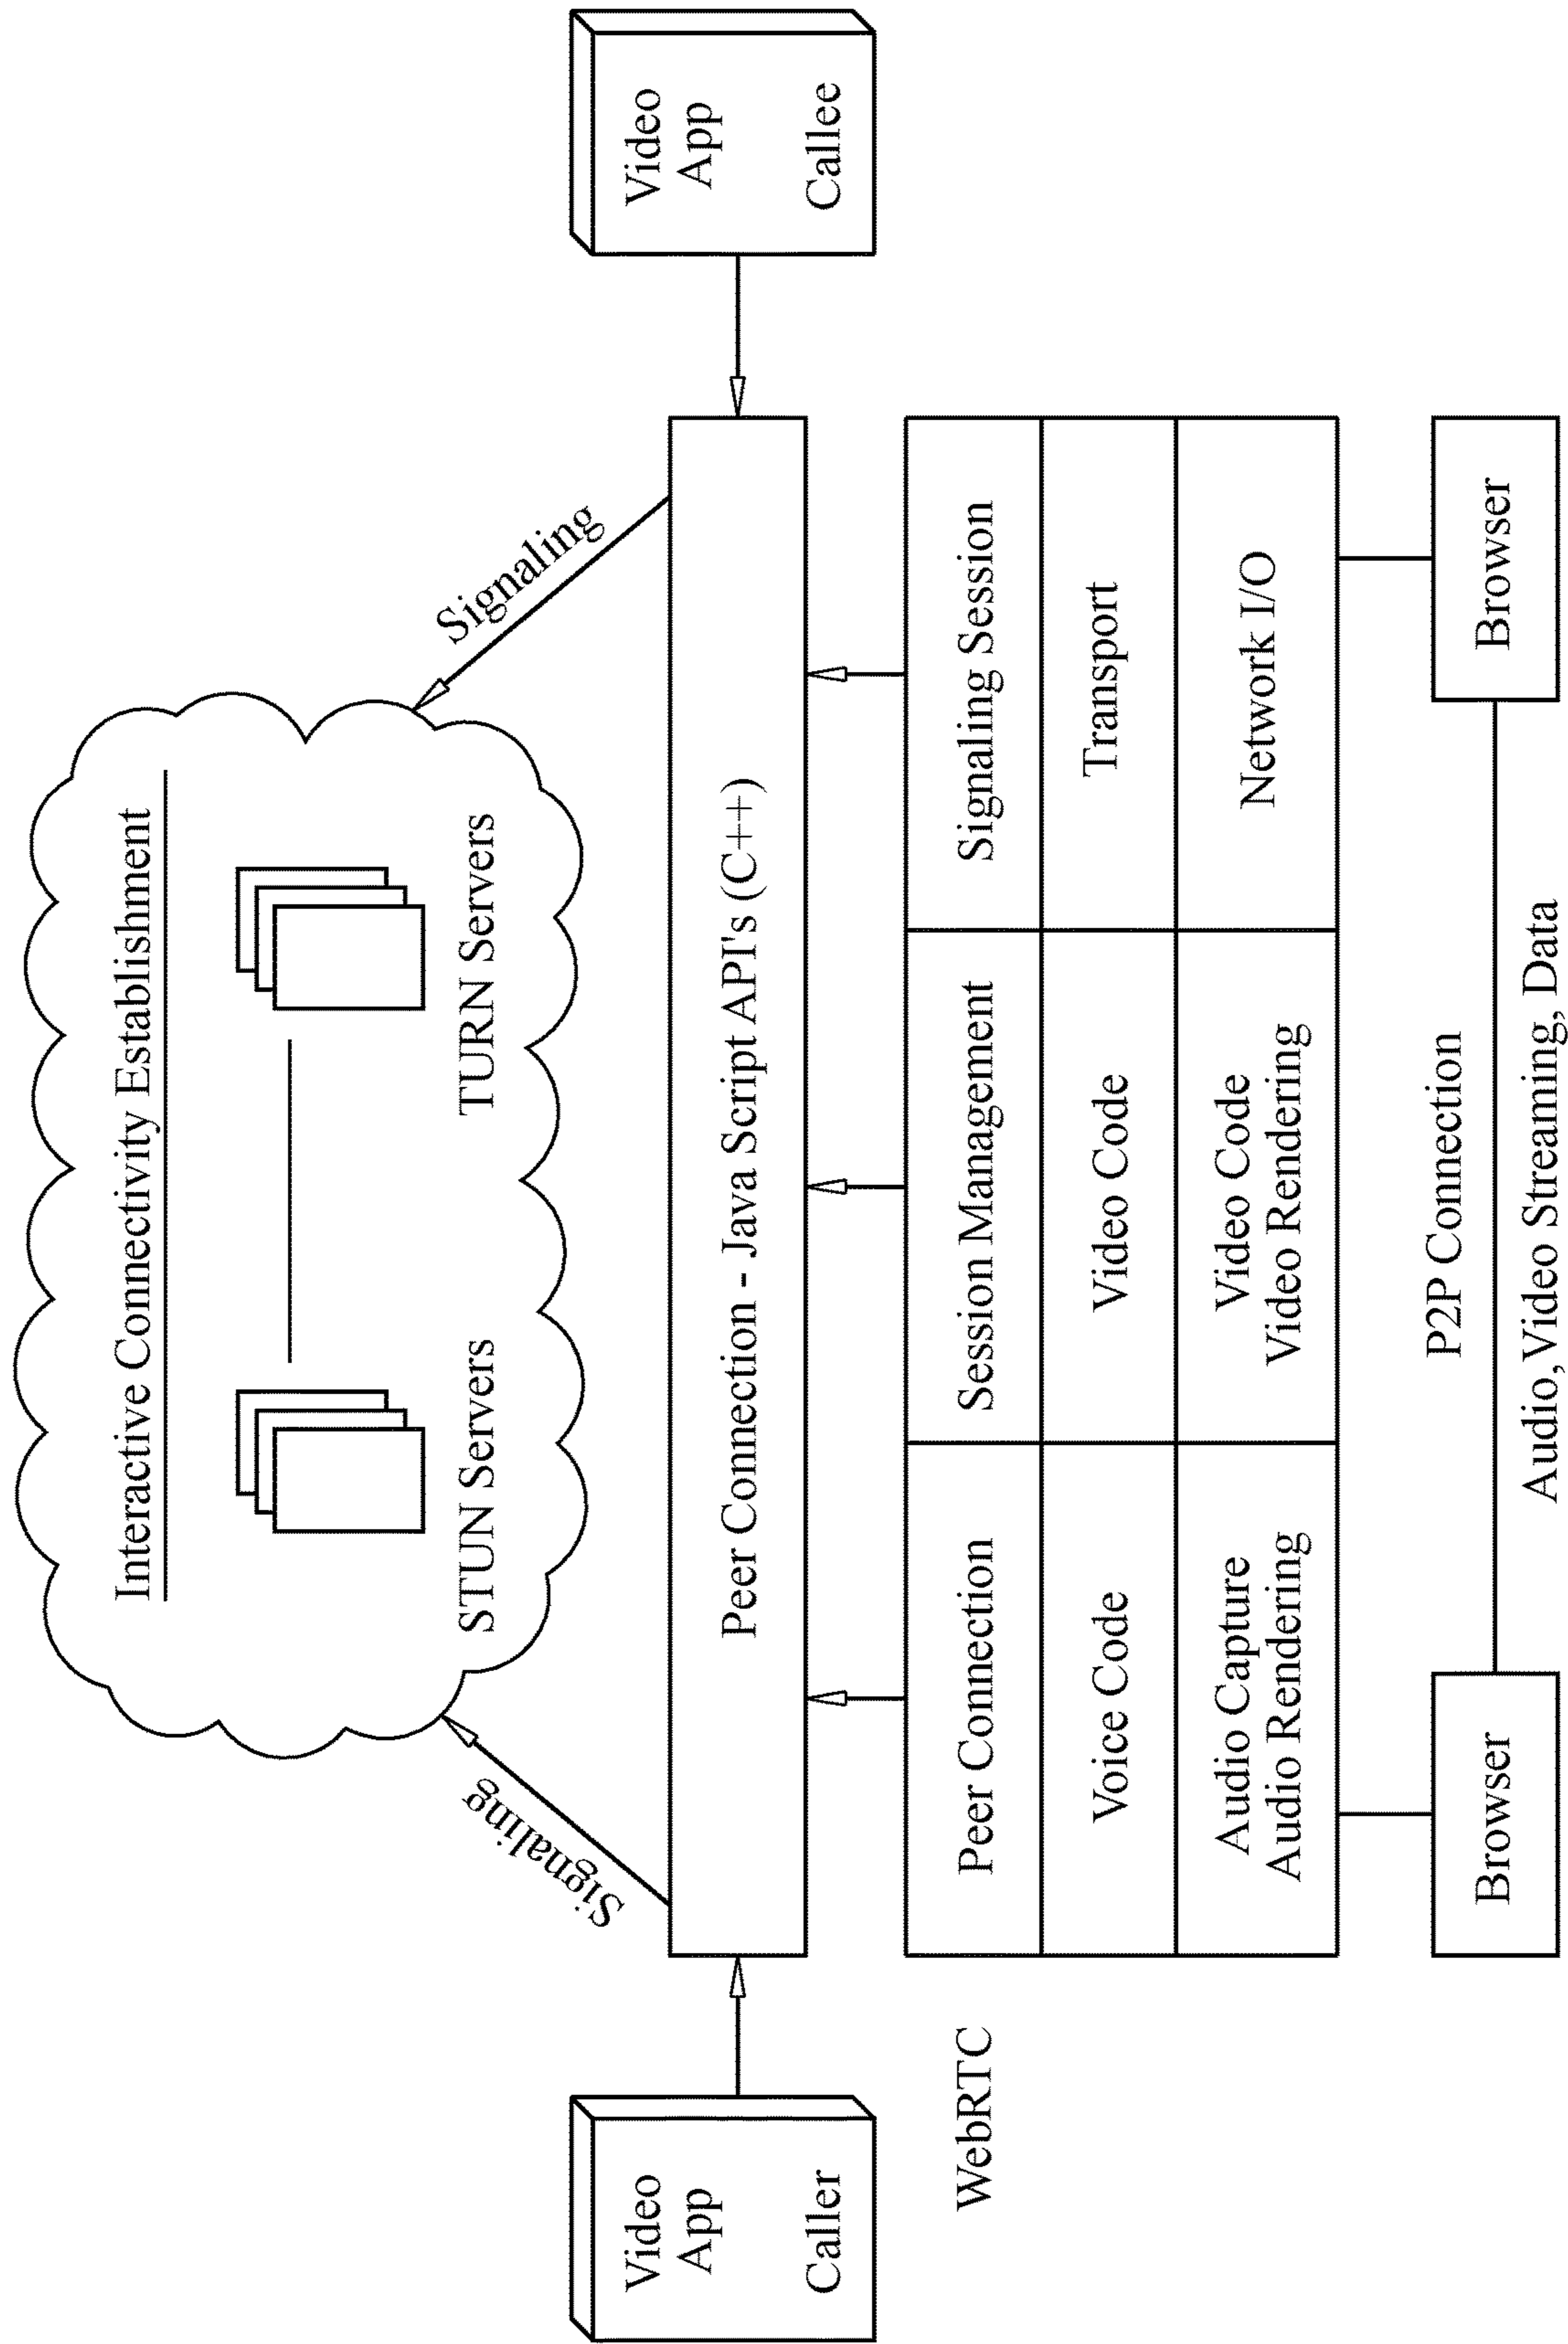 Interactive Connectivity Establishment
STUN Servers
TURN Servers
Signaling
Signaling
Video
App
Caller
Peer Connection - Java Script API's (C++)
Video
App
Callee
WebRTC
Peer Connection
Session Management
Signaling Session
Voice Code
Video Code
Transport
Audio Capture
Audio Rendering
Video Code
Video Rendering
Network I/O
P2P Connection
Browser
Browser
Audio, Video Streaming, Data